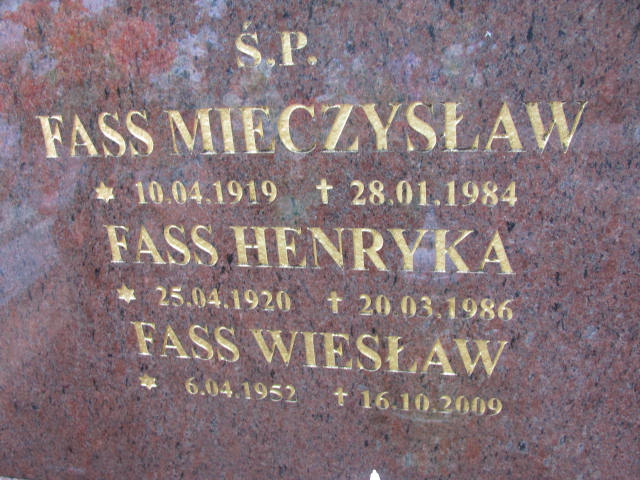 Ś.P.
FASS MIECZYSŁAW
* 10.04.1919 † 28.01.1984
FASS HENRYKA
* 25.04.1920 † 20.03.1986
FASS WIESŁAW
* 6.04.1952 † 16.10.2009